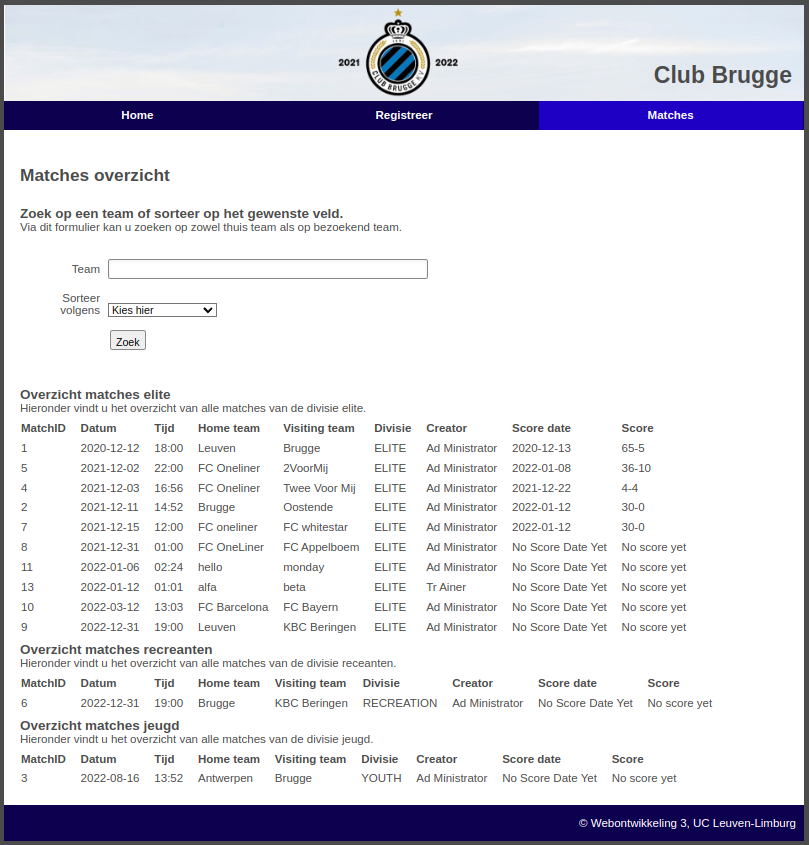 2021 2022
1891
CLUB BRUGGE K.V
Club Brugge
Home Registreer Matches
Matches overzicht
Zoek op een team of sorteer op het gewenste veld.
Via dit formulier kan u zoeken op zowel thuis team als op bezoekend team.
Team
Sorteer
volgens Kies hier
Zoek
Overzicht matches elite
Hieronder vindt u het overzicht van alle matches van de divisie elite.
MatchID Datum Tijd Home team Visiting team Divisie Creator Score date Score
1 2020-12-12 18:00 Leuven Brugge ELITE Ad Ministrator 2020-12-13 65-5
5 2021-12-02 22:00 FC Oneliner 2VoorMij ELITE Ad Ministrator 2022-01-08 36-10
4 2021-12-03 16:56 FC Oneliner Twee Voor Mij ELITE Ad Ministrator 2021-12-22 4-4
2 2021-12-11 14:52 Brugge Oostende ELITE Ad Ministrator 2022-01-12 30-0
7 2021-12-15 12:00 FC oneliner FC whitestar ELITE Ad Ministrator 2022-01-12 30-0
8 2021-12-31 01:00 FC OneLiner FC Appelboem ELITE Ad Ministrator No Score Date Yet No score yet
11 2022-01-06 02:24 hello monday ELITE Ad Ministrator No Score Date Yet No score yet
13 2022-01-12 01:01 alfa beta ELITE Tr Ainer No Score Date Yet No score yet
10 2022-03-12 13:03 FC Barcelona FC Bayern ELITE Ad Ministrator No Score Date Yet No score yet
9 2022-12-31 19:00 Leuven KBC Beringen ELITE Ad Ministrator No Score Date Yet No score yet
Overzicht matches recreanten
Hieronder vindt u het overzicht van alle matches van de divisie receanten.
MatchID Datum Tijd Home team Visiting team Divisie Creator Score date Score
6 2022-12-31 19:00 Brugge KBC Beringen RECREATION Ad Ministrator No Score Date Yet No score yet
Overzicht matches jeugd
Hieronder vindt u het overzicht van alle matches van de divisie jeugd.
MatchID Datum Tijd Home team Visiting team Divisie Creator Score date Score
3 2022-08-16 13:52 Antwerpen Brugge YOUTH Ad Ministrator No Score Date Yet No score yet
© Webontwikkeling 3, UC Leuven-Limburg